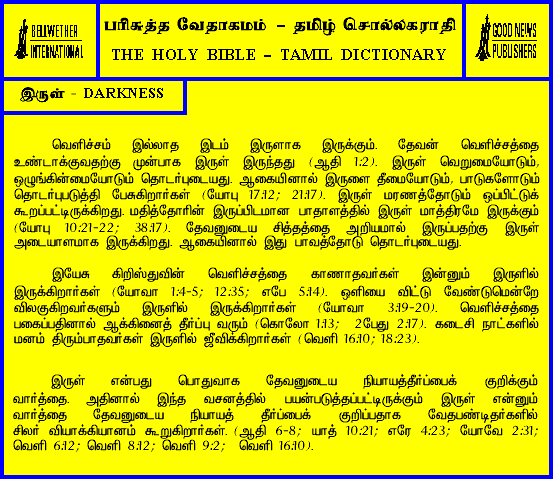 BELLWETHER
INTERNATIONAL
பரிசுத்த வேதாகமம் – தமிழ் சொல்லகராதி
THE HOLY BIBLE – TAMIL DICTIONARY
GOOD NEWS
PUBLISHERS
இருள் - DARKNESS
வெளிச்சம் இல்லாத இடம் இருளாக இருக்கும். தேவன் வெளிச்சத்தை
உண்டாக்குவதற்கு முன்பாக இருள் இருந்தது (ஆதி 1:2). இருள் வெறுமையோடும்,
ஒழுங்கின்மையோடும் தொடர்புடையது. ஆகையினால் இருளை தீமையோடும், பாடுகளோடும்
தொடர்புபடுத்தி பேசுகிறார்கள் (யோபு 17:12; 21:17). இருள் மரணத்தோடும் ஒப்பிட்டுக்
கூறப்பட்டிருக்கிறது. மதித்தோரின் இருப்பிடமான பாதாளத்தில் இருள் மாத்திரமே இருக்கும்
(யோபு 10:21-22; 38:17). தேவனுடைய சித்தத்தை அறியமால் இருப்பதற்கு இருள்
அடையாளமாக இருக்கிறது. ஆகையினால் இது பாவத்தோடு தொடர்புடையது.
இயேசு கிறிஸ்துவின் வெளிச்சத்தை காணாதவர்கள் இன்னும் இருளில்
இருக்கிறார்கள் (யோவா 1:4-5; 12:35; எபே 5:14). ஒளியை விட்டு வேண்டுமென்றே
விலகுகிறவர்களும் இருளில் இருக்கிறார்கள் (யோவா 3:19-20). வெளிச்சத்தை
பகைப்பதினால் ஆக்கினைத் தீர்ப்பு வரும் (கொலோ 1:13; 2பேது 2:17). கடைசி நாட்களில்
மனம் திரும்பாதவர்கள் இருளில் ஜீவிக்கிறார்கள் (வெளி 16:10; 18:23).
இருள் என்பது பொதுவாக தேவனுடைய நியாயத்தீர்ப்பைக் குறிக்கும்
வார்த்தை. அதினால் இந்த வசனத்தில் பயன்படுத்தப்பட்டிருக்கும் இருள் என்னும்
வார்த்தை தேவனுடைய நியாயத் தீர்ப்பைக் குறிப்பதாக வேதபண்டிதர்களில்
சிலர் வியாக்கியானம் கூறுகிறார்கள். (ஆதி 6-8; யாத் 10:21; எரே 4:23; யோவே 2:31;
வெளி 6:12; வெளி 8:12; வெளி 9:2; வெளி 16:10).